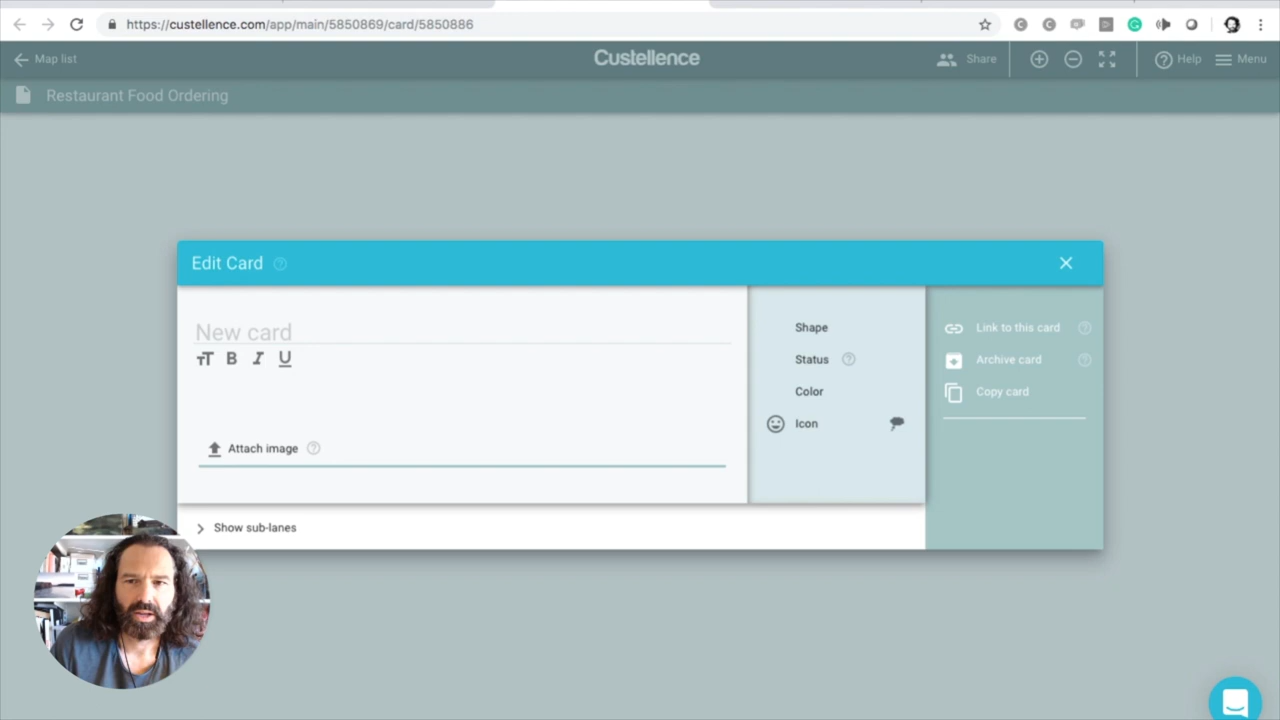 https://custellence.com/app/main/5850869/card/5850886
Map list
Custellence
Share
Help
Menu
Restaurant Food Ordering
Edit Card
New card
TT B I U
Attach image
Show sub-lanes
Shape
Status
Color
Icon
Link to this card
Archive card
Copy card